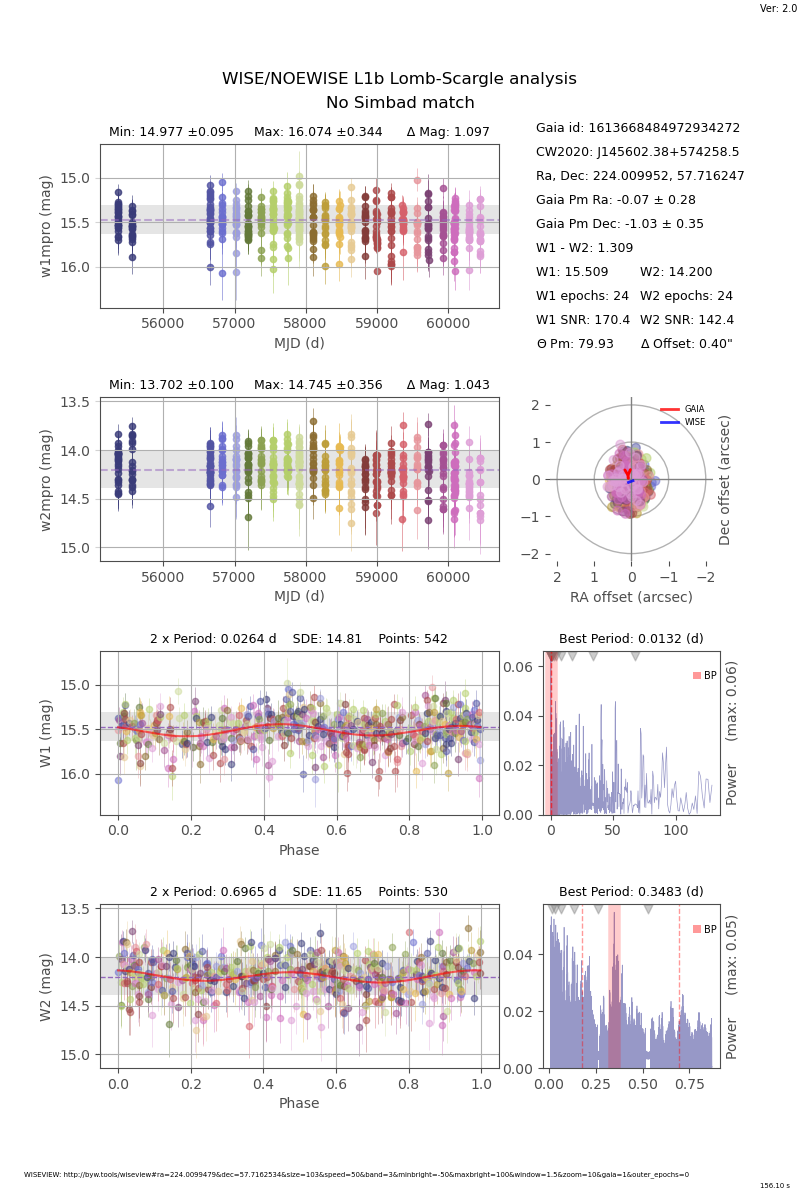 Ver: 2.0
WISE/NOEWISE L1b Lomb-Scargle analysis
No Simbad match
Min: 14.977 ±0.095 Max: 16.074 ±0.344 Δ Mag: 1.097
15.0
15.5
16.0
w1mpro (mag)
56000 57000 58000 59000 60000
MJD (d)
Gaia id: 1613668484972934272
CW2020: J145602.38+574258.5
Ra, Dec: 224.009952, 57.716247
Gaia Pm Ra: -0.07 ± 0.28
Gaia Pm Dec: -1.03 ± 0.35
W1 - W2: 1.309
W1: 15.509 W2: 14.200
W1 epochs: 24 W2 epochs: 24
W1 SNR: 170.4 W2 SNR: 142.4
Θ Pm: 79.93 Δ Offset: 0.40"
Min: 13.702 ±0.100 Max: 14.745 ±0.356 Δ Mag: 1.043
13.5
14.0
14.5
15.0
w2mpro (mag)
56000 57000 58000 59000 60000
MJD (d)
GAIA
WISE
2
1
0
−1
−2
Dec offset (arcsec)
2 1 0 −1 −2
RA offset (arcsec)
2 x Period: 0.0264 d SDE: 14.81 Points: 542
15.0
15.5
16.0
W1 (mag)
0.0 0.2 0.4 0.6 0.8 1.0
Phase
Best Period: 0.0132 (d)
BP
0.06
0.04
0.02
0.00
Power (max: 0.06)
0 50 100
2 x Period: 0.6965 d SDE: 11.65 Points: 530
13.5
14.0
14.5
15.0
W2 (mag)
0.0 0.2 0.4 0.6 0.8 1.0
Phase
Best Period: 0.3483 (d)
BP
0.04
0.02
0.00
Power (max: 0.05)
0.00 0.25 0.50 0.75
WISEVIEW: http://byw.tools/wiseview#ra=224.0099479&dec=57.7162534&size=103&speed=50&band=3&minbright=-50&maxbright=100&window=1.5&zoom=10&gaia=1&outer_epochs=0
156.10 s